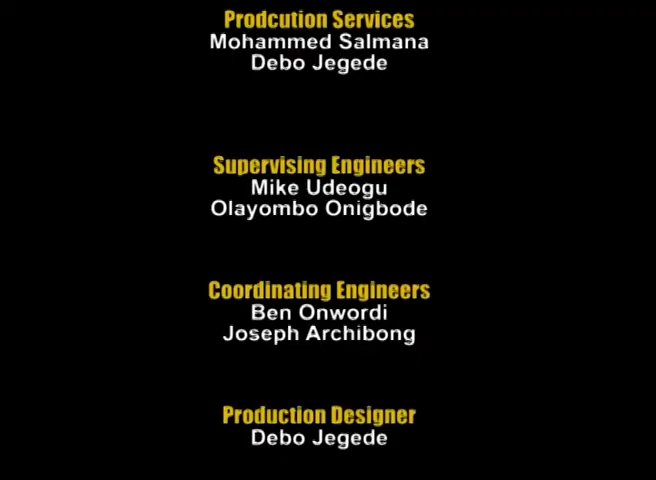 Prodcution Services
Mohammed Salmana
Debo Jegede
Supervising Engineers
Mike Udeogu
Olayombo Onigbode
Coordinating Engineers
Ben Onwordi
Joseph Archibong
Production Designer
Debo Jegede